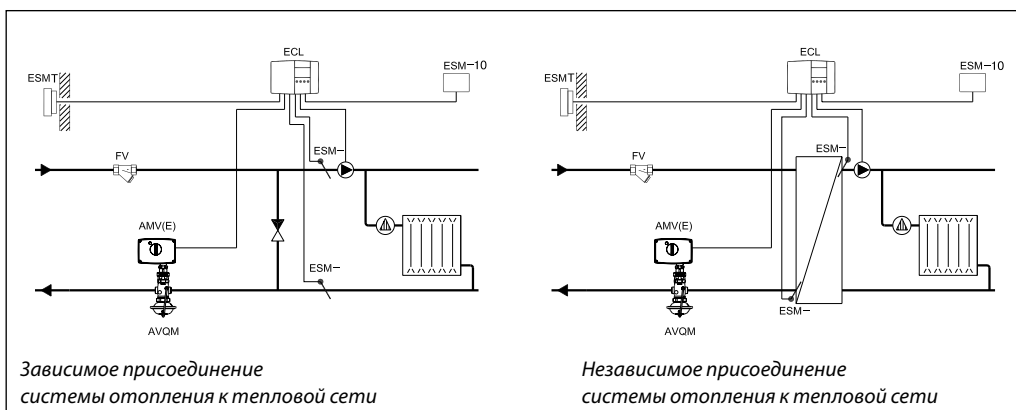 ECL
ESMT
ESM-10
FV
ESM-
AMV(E)
ESM-
AVQM
Зависимое присоединение
системы отопления к тепловой сети
ECL
ESMT
ESM-10
FV
ESM-
AMV(E)
ESM-
AVQM
Независимое присоединение
системы отопления к тепловой сети